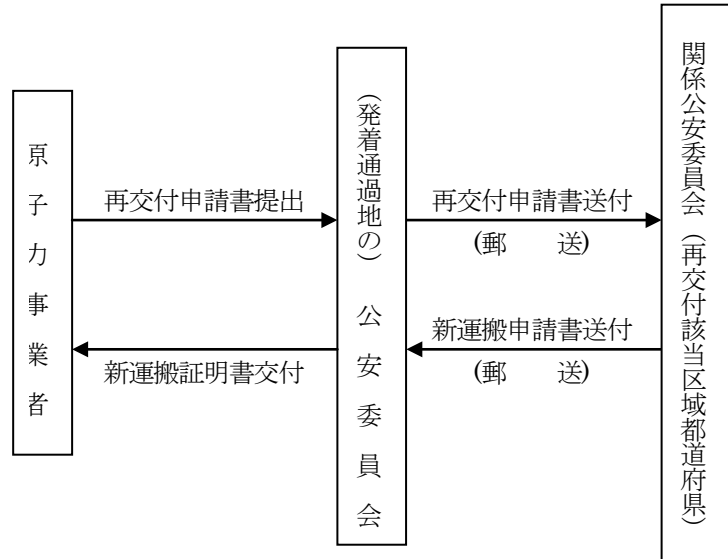 原子力事業者
再交付申請書提出
新運搬証明書交付
(発着通過地の) 公安委員会
再交付申請書送付
(郵　送)
新運搬申請書送付
(郵　送)
関係公安委員会(再交付該当区域都道府県)